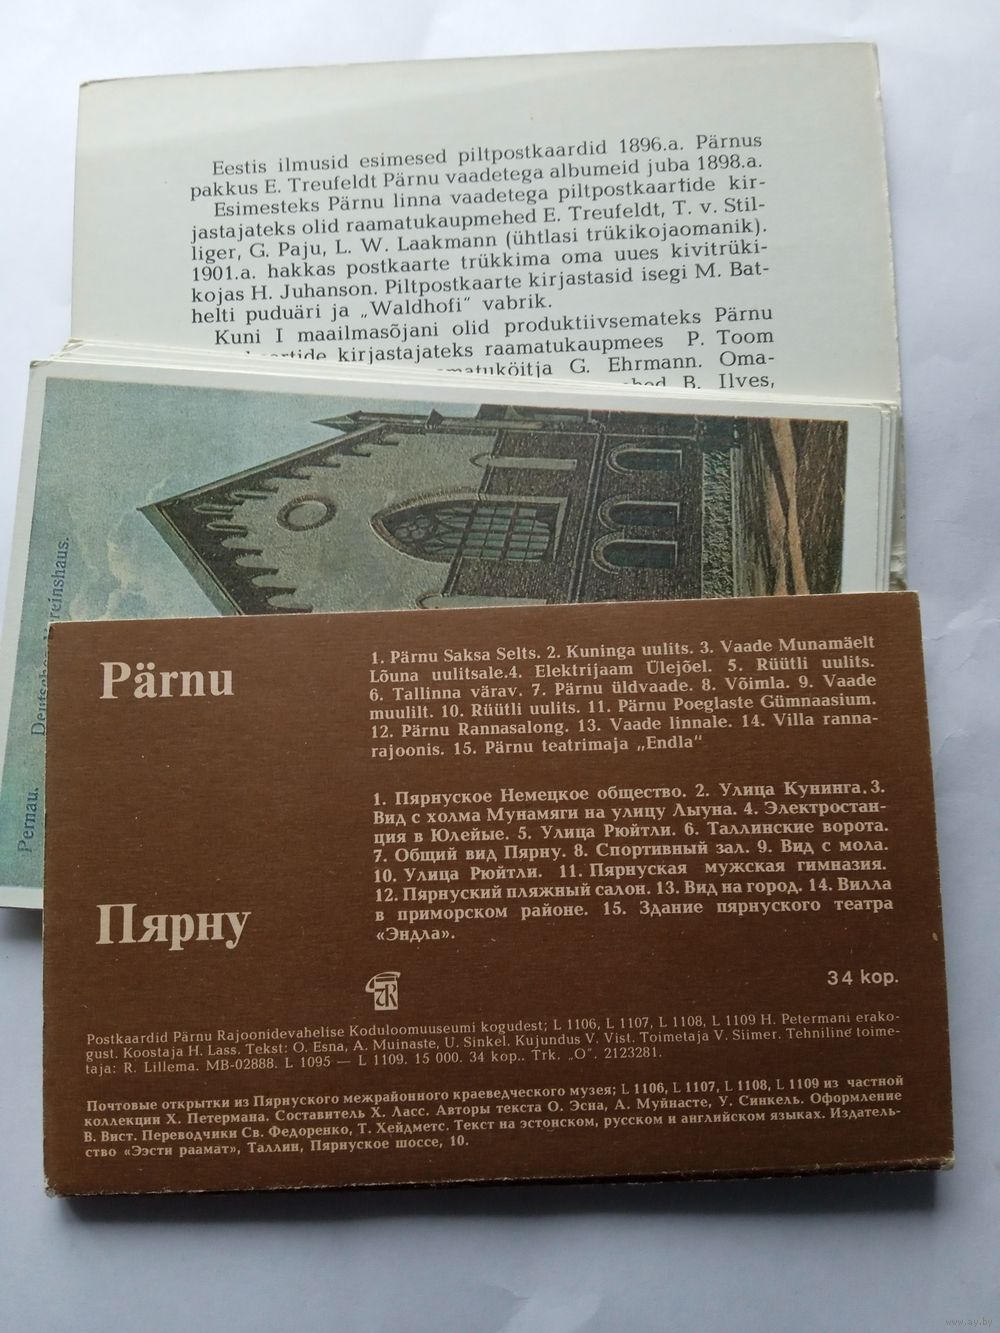 Eestis ilmusid esimesed piltpostkaardid 1896.a. Pärnus
pakkus E. Treufeldt Pärnu vaadetega albumeid juba 1898.a.
Esimesteks Pärnu linna vaadetega piltpostkaartide kir-
jastajateks olid raamatukaupmehed E. Treufeldt, T. v. Stil-
liger, G. Paju, L. W. Laakmann (ühtlasi trükikojaomanik).
1901.a. hakkas postkaarte trükkima oma uues kivitrüki-
kojas H. Juhanson. Piltpostkaarte kirjastasid isegi M. Bat-
helti puduäri ja „Waldhofi" vabrik.
Kuni I maailmasõjani olid produktiivsemateks Pärnu
kirjastajateks raamatukaupmees P. Toom
G. Ehrmann. Oma-
B. Ilves,
Pernau.
Pärnu
1. Pärnu Saksa Selts. 2. Kuninga uulits. 3. Vaade Munamäelt
Lõuna uulitsale.4. Elektrijaam Ülejõel. 5. Rüütli uulits.
6. Tallinna värav. 7. Pärnu üldvaade. 8. Võimla. 9. Vaade
muulilt. 10. Rüütli uulits. 11. Pärnu Poeglaste Gümnaasium.
12. Pärnu Rannasalong. 13. Vaade linnale. 14. Villa ranna-
rajoonis. 15. Pärnu teatrimaja „Endla"
Пярну
1. Пярнуское Немецкое общество. 2. Улица Кунинга. 3.
Вид с холма Мунамяги на улицу Лыуна. 4. Электростан-
ция в Юлейые. 5. Улица Рюйтли. 6. Таллинские ворота.
7. Общий вид Пярну. 8. Спортивный зал. 9. Вид с мола.
10. Улица Рюйтли. 11. Пярнуская мужская гимназия.
12. Пярнуский пляжный салон. 13. Вид на город. 14. Вилла
в приморском районе. 15. Здание пярнуского театра
«Эндла».
34 kop.
Postkaardid Pärnu Rajoonidevahelise Koduloomuuseumi kogudest; L 1106, L 1107, L 1108, L 1109 H. Petermani erako-
gust. Koostaja H. Lass. Tekst: O. Esna, A. Muinaste, U. Sinkel. Kujundus V. Vist. Toimetaja V. Siimer. Tehniline toime-
taja: R. Lillema. MB-02888. L 1095 — L 1109. 15 000. 34 kop.. Trk. „O". 2123281.
Почтовые открытки из Пярнуского межрайонного краеведческого музея; L 1106, L 1107, L 1108, L 1109 из частной
коллекции Х. Петермана. Составитель Х. Ласс. Авторы текста О. Эсна, А. Муйнасте, У. Синкель. Оформление
В. Вист. Переводчики Св. Федоренко, Т. Хейдметс. Текст на эстонском, русском и английском языках. Издатель-
ство «Ээсти раамат», Таллин, Пярнуское шоссе, 10.
www.ay.by